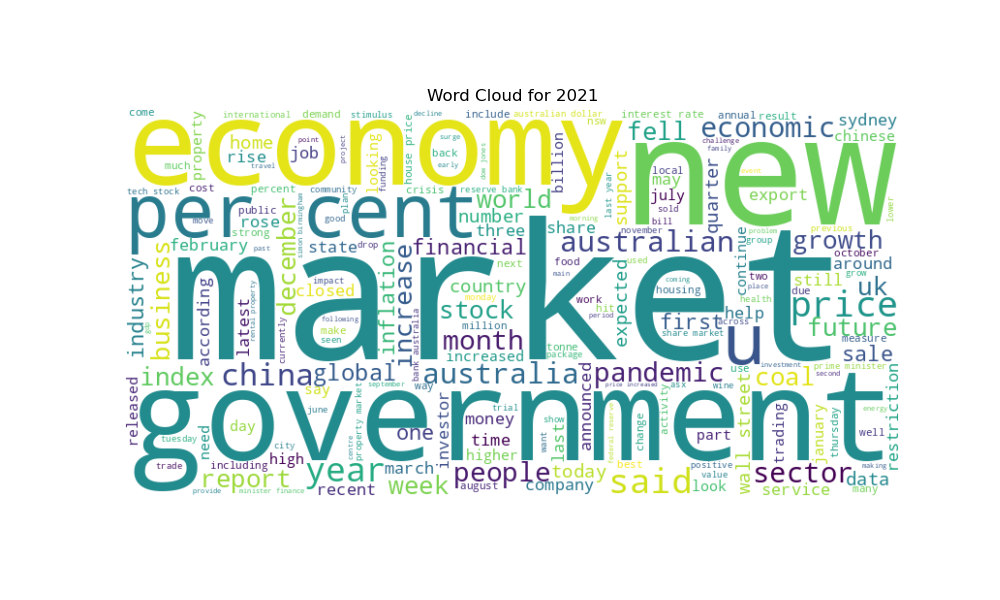 Word Cloud for 2021
come
international
demand
stimulus
decline
include
australian dollar
nsw
interest rate
annual
result
economy
property
home
rise
much
travel
point
job
project
looking
funding
house price
surge
back
early
dow jones
billion
fell
economic
sydney
chinese
challenge
family
new
support
last year
tech stock
cost
percent
community
crisis
reserve bank
world
may
local
july
sold
bill
quarter
event
export
lower
per cent
move
public
rose
strong
good
plan
number
three
share
morning
november
problem
group
previous
february
past
december
simon birmingham
state
drop
financial
australian
continue
growth
october
around
market
industry
business
according
latest
rental property
gdp
currently
impact
closed
following
make
seen
inflation
increase
bank australia
next
country
monday
stock
million
month
increased
food
main
work
hit
period
tonne
package
expected
used
coming
housing
first
share market
across
help
health
two
place
due
still
grow
uk
price
future
measure
sale
u
released
index
china
global
say
september
way
australia
announced
pandemic
price increased
asx
wine
use
investment
coal
prime minister
second
restriction
energy
government
need
day
tuesday
june
city
centre
property market
one
investor
money
trial
time
higher
show
want
last
federal reserve
change
activity
part
wall street
trading
january
thursday
well
making
trade
including
high
report
provide
minister finance
year
recent
march
week
people
august
company
today
said
best
positive
value
look
sector
service
data
many